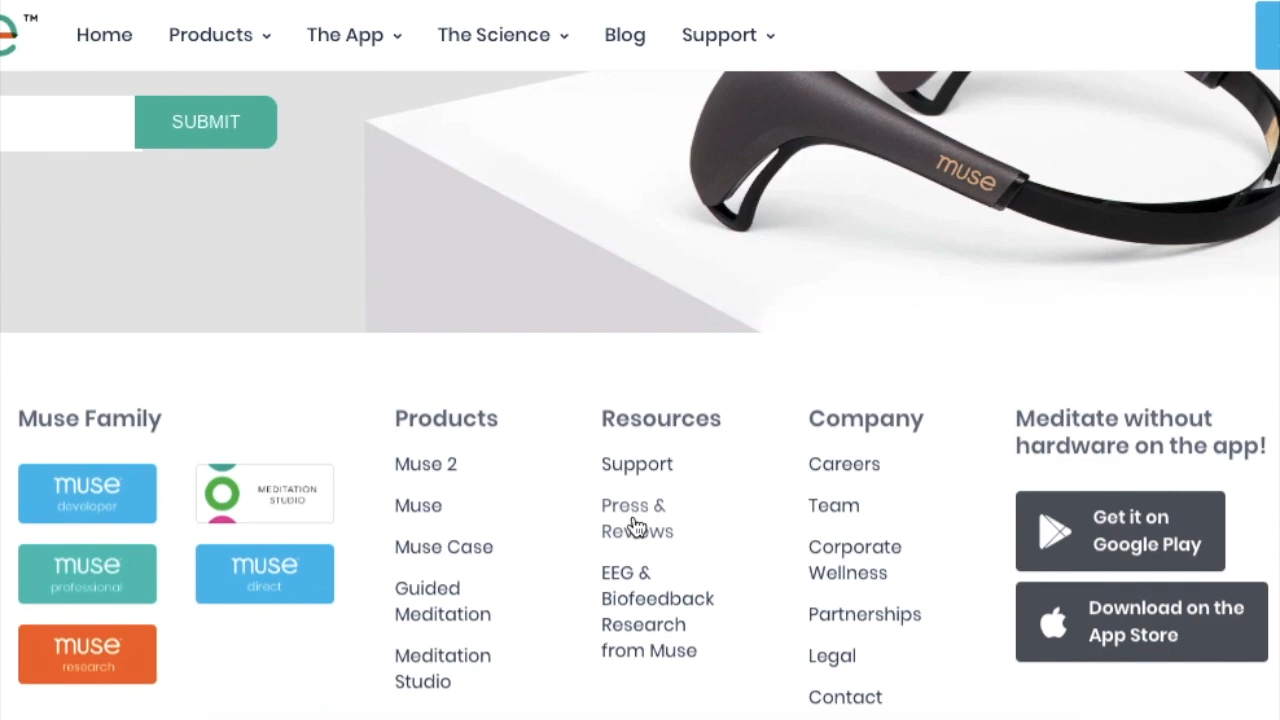 TM
Home Products The App The Science Blog Support
SUBMIT
muse
Muse Family
muse
developer
MEDITATION
STUDIO
muse
professional
muse
direct
muse
research
Products
Muse 2
Muse
Muse Case
Guided
Meditation
Meditation
Studio
Resources
Support
Press &
Reviews
EEG &
Biofeedback
Research
from Muse
Company
Careers
Team
Corporate
Wellness
Partnerships
Legal
Contact
Meditate without
hardware on the app!
Get it on
Google Play
Download on the
App Store